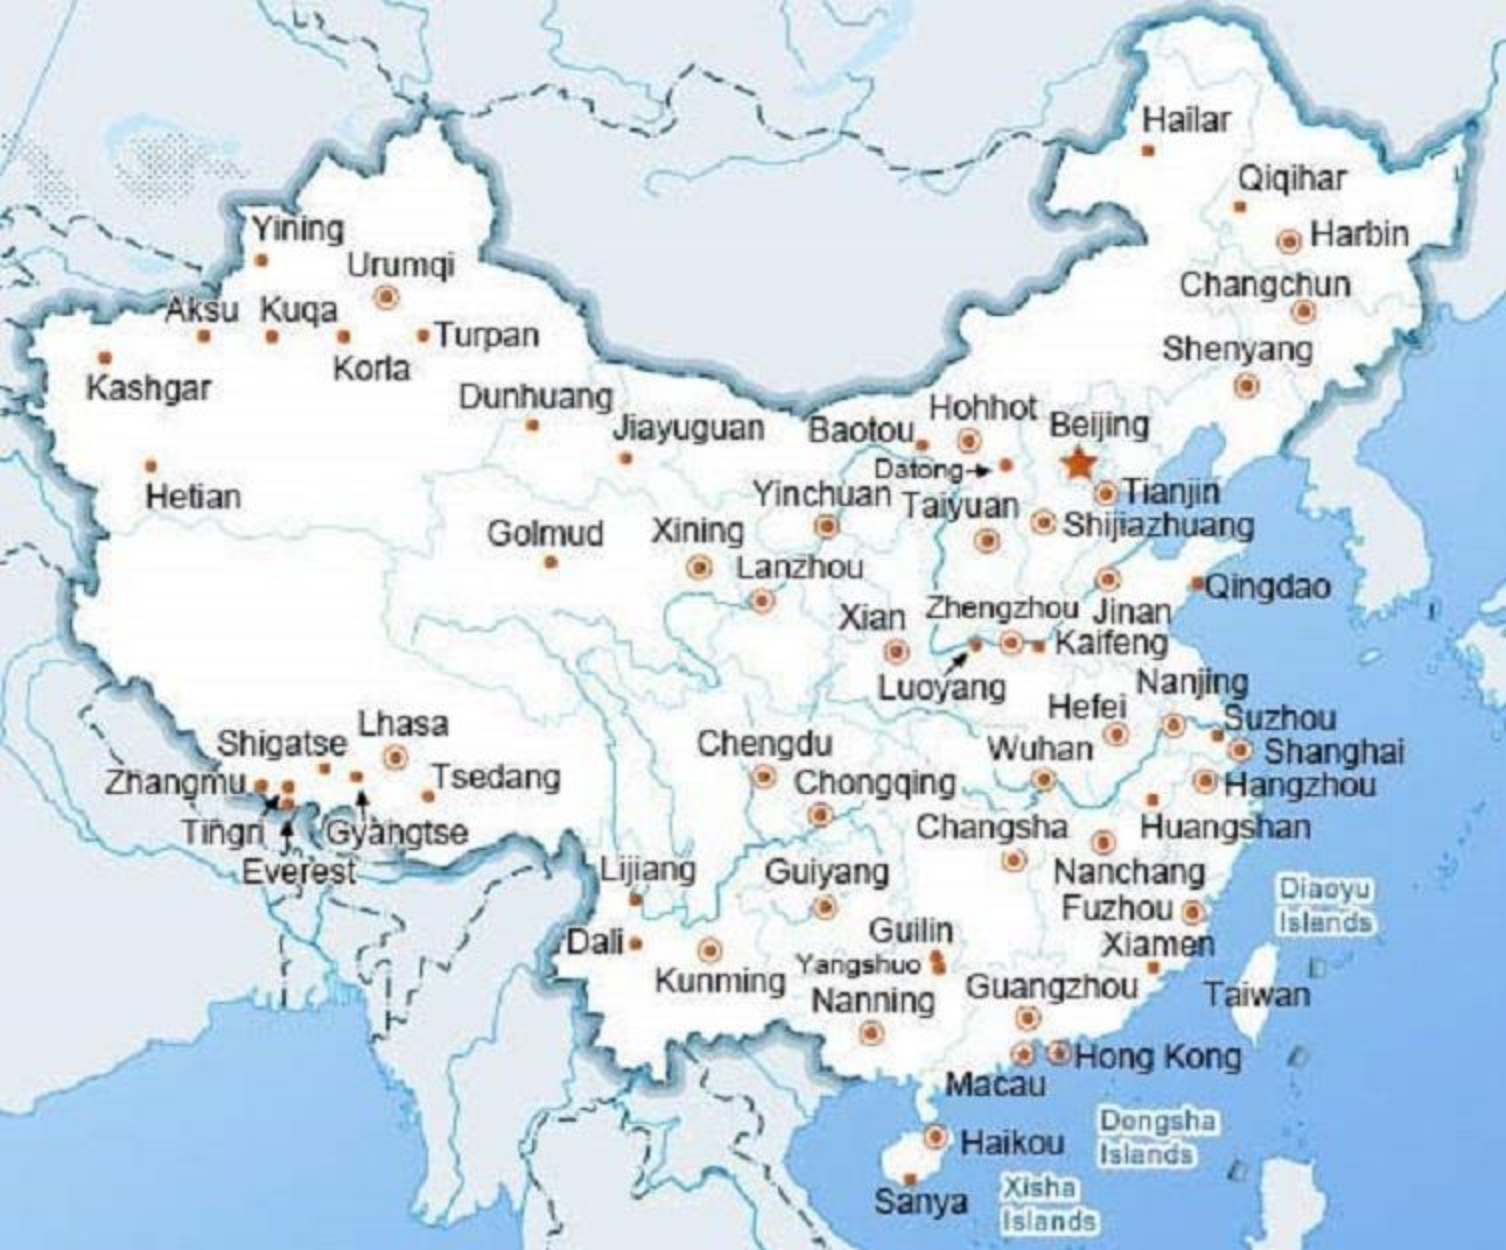 Hailar
Qiqihar
Harbin
Yining
Urumqi
Changchun
Aksu
Kuqa
Turpan
Korla
Shenyang
Kashgar
Dunhuang
Jiayuguan
Baotou
Hohhot
Beijing
Datong
Hetian
Yinchuan
Taiyuan
Tianjin
Shijiazhuang
Golmud
Xining
Lanzhou
Qingdao
Xian
Zhengzhou
Jinan
Kaifeng
Luoyang
Nanjing
Hefei
Suzhou
Lhasa
Shigatse
Chengdu
Wuhan
Shanghai
Zhangmu
Tsedang
Chongqing
Hangzhou
Tingri
Gyangtse
Changsha
Huangshan
Everest
Lijiang
Guiyang
Nanchang
Diaoyu
Islands
Fuzhou
Dali
Guilin
Xiamen
Yangshuo
Kunming
Nanning
Guangzhou
Taiwan
Hong Kong
Macau
Haikou
Dongsha
Islands
Sanya
Xisha
Islands